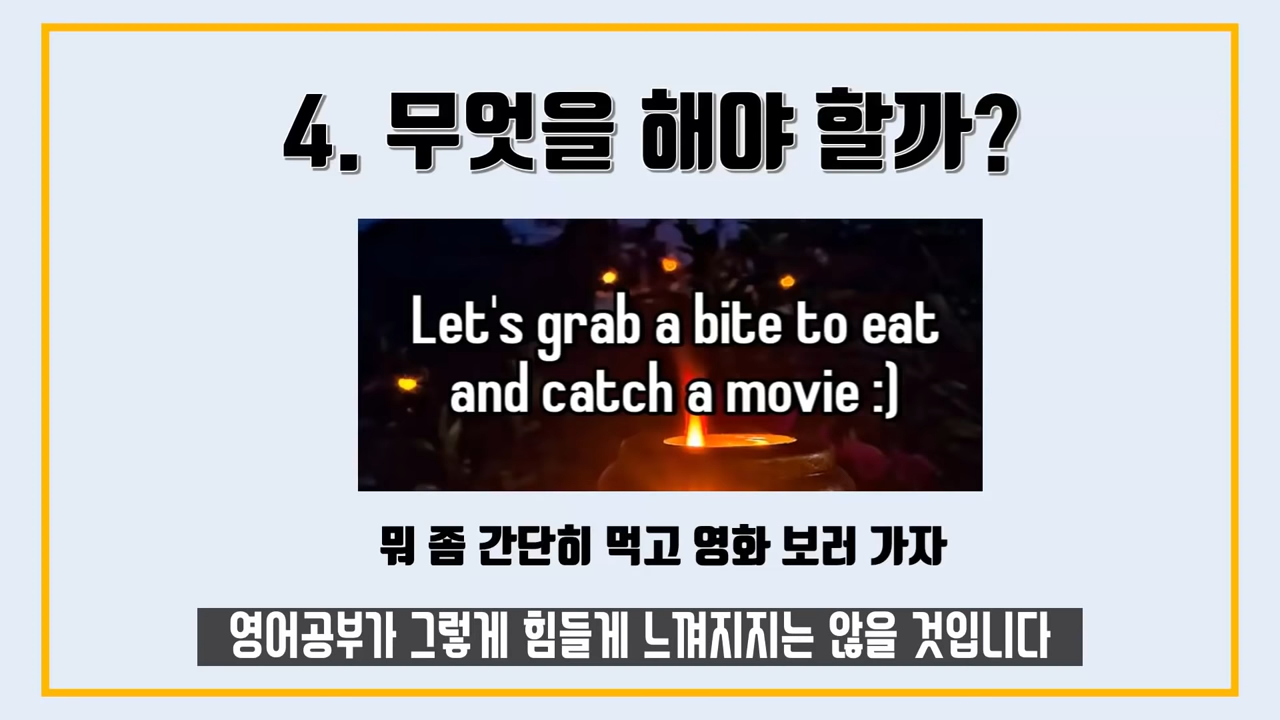 4. 무엇을 해야 할까?
Let's grab a bite to eat
and catch a movie :)
뭐 좀 간단히 먹고 영화 보러 가자
영어공부가 그렇게 힘들게 느껴지지는 않을 것입니다